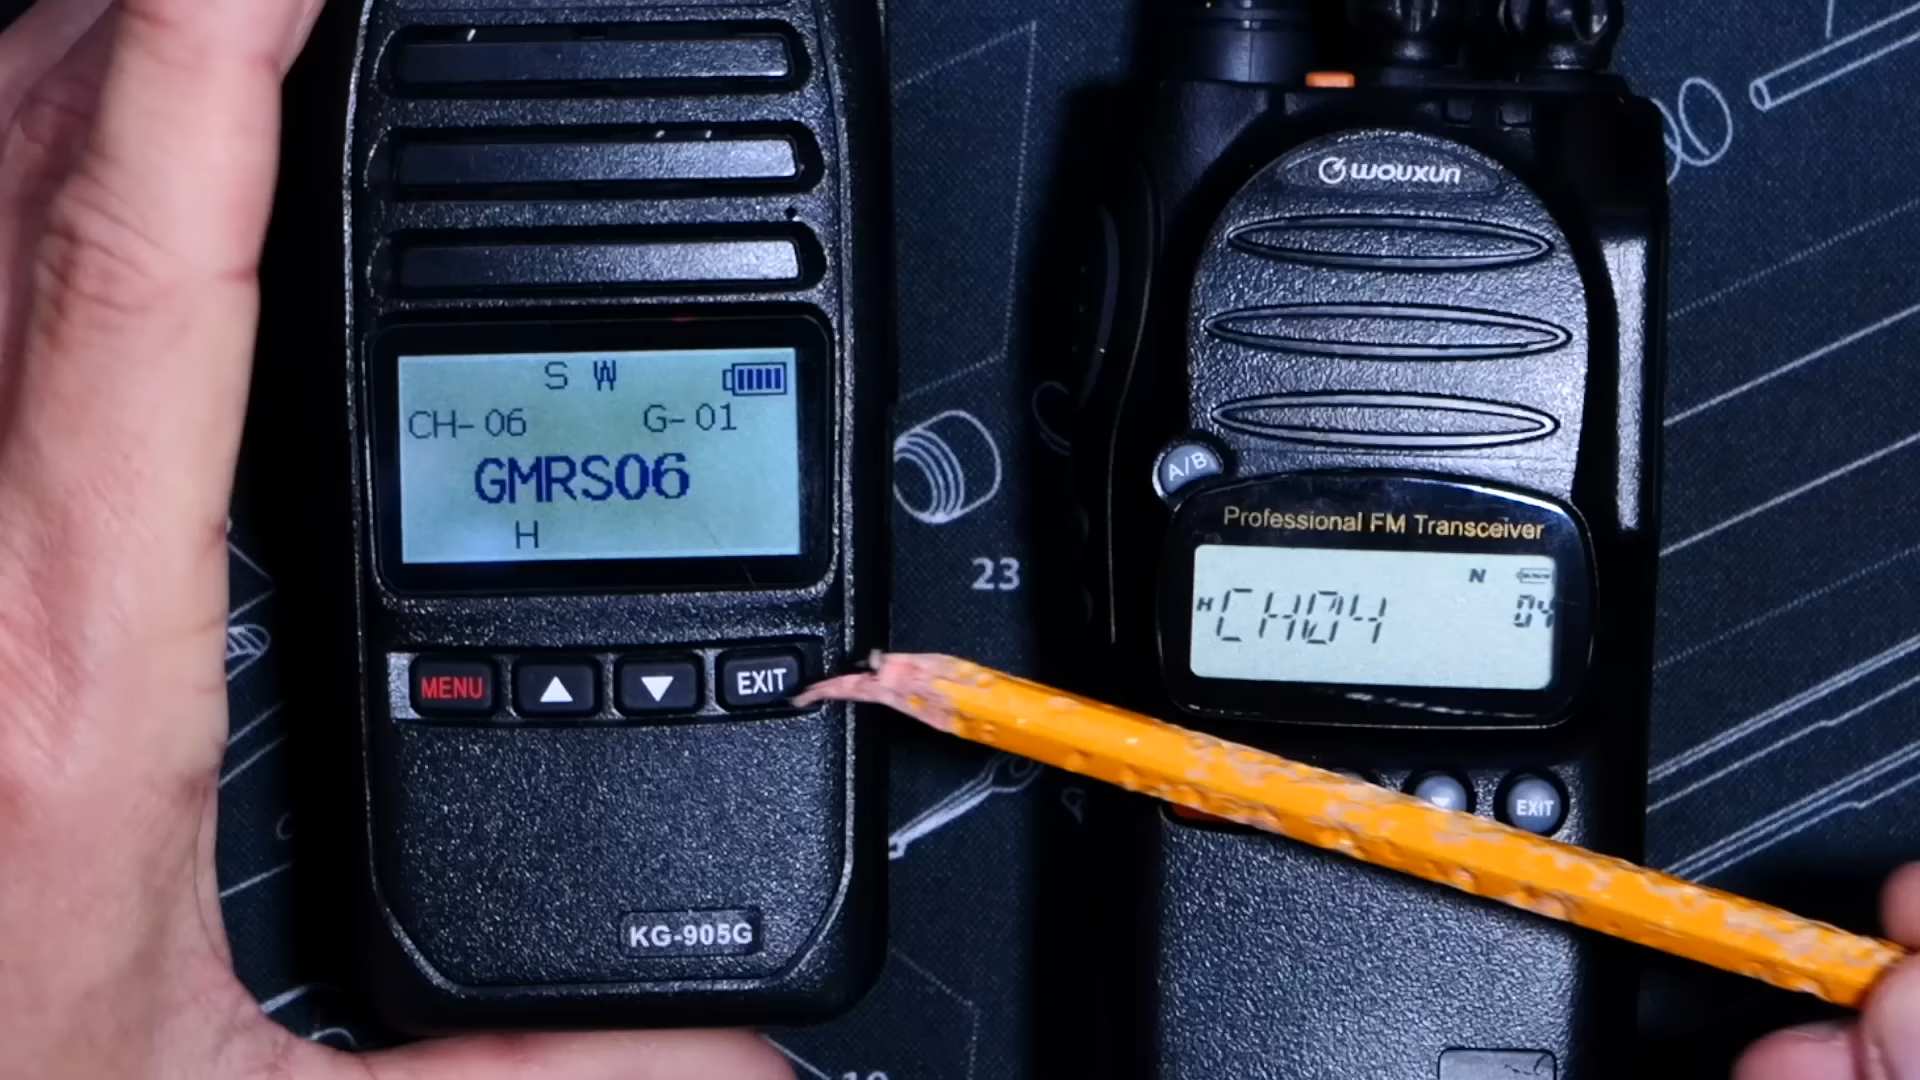 S W
CH-06 G-01
GMRS06
H
MENU ▲ ▼ EXIT
KG-905G
wouxun
A/B
Professional FM Transceiver
N
H CH04 04
EXIT
23